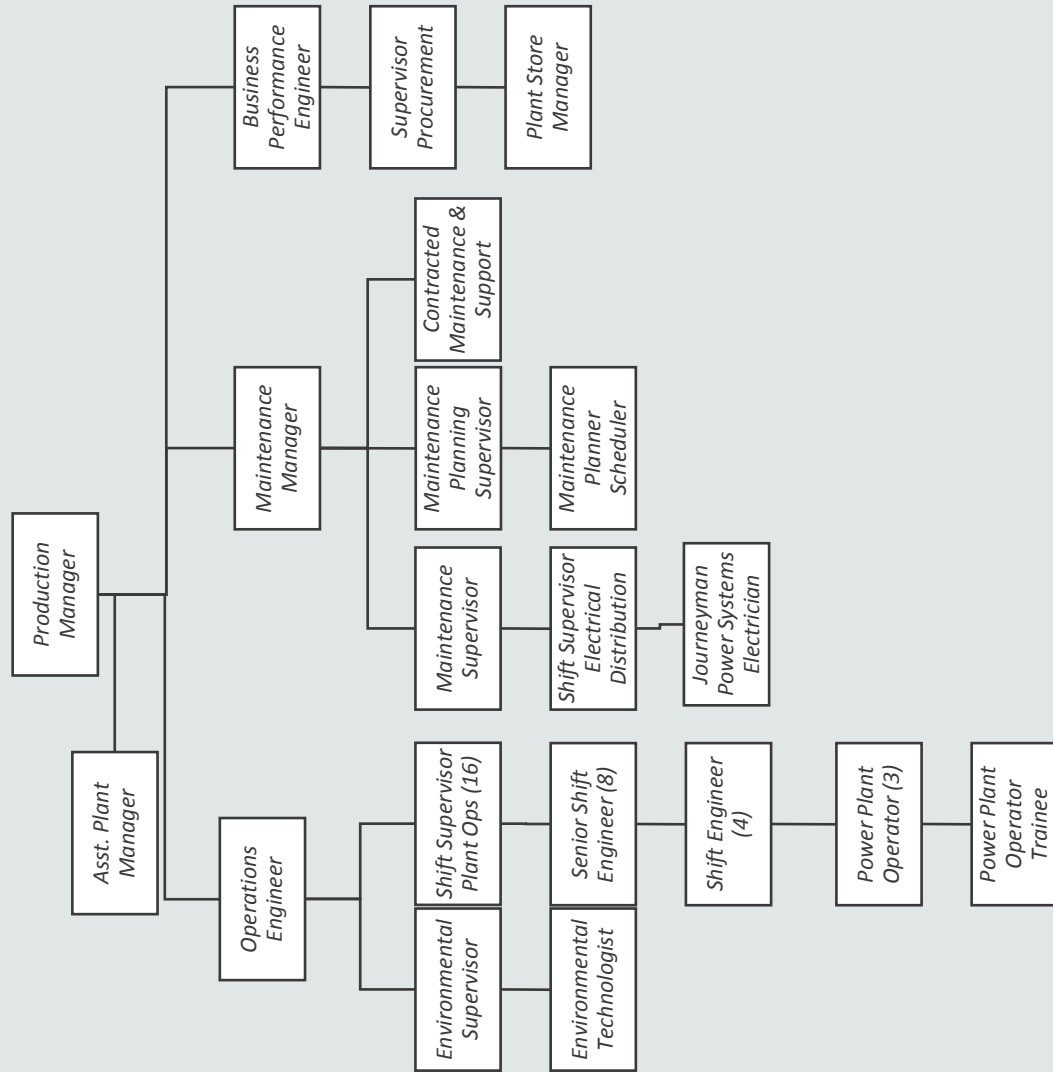 Production
Manager
Asst. Plant
Manager
Operations
Engineer
Maintenance
Manager
Business
Performance
Engineer
Environmental
Supervisor
Shift Supervisor
Plant Ops (16)
Maintenance
Supervisor
Maintenance
Planning
Supervisor
Contracted
Maintenance &
Support
Supervisor
Procurement
Environmental
Technologist
Senior Shift
Engineer (8)
Shift Supervisor
Electrical
Distribution
Maintenance
Planner
Scheduler
Plant Store
Manager
Shift Engineer
(4)
Journeyman
Power Systems
Electrician
Power Plant
Operator (3)
Power Plant
Operator
Trainee